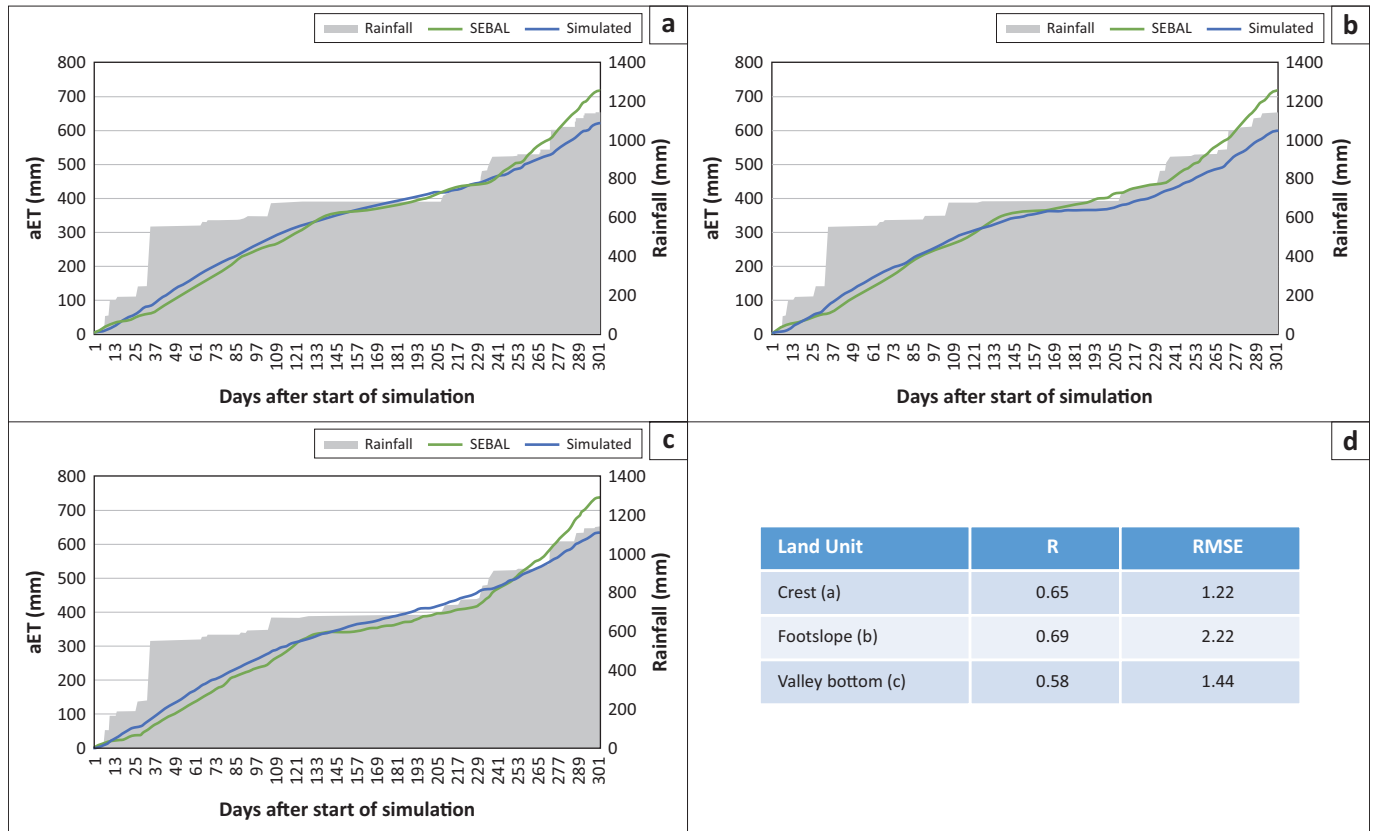 Rainfall SEBAL Simulated a
800 1400
700 1200
600 1000
500 800
400 600
300 400
200 200
100
0 0
aET (mm)
Rainfall (mm)
1 13 25 37 49 61 73 85 97 109 121 133 145 157 169 181 193 205 217 229 241 253 265 277 289 301
Days after start of simulation
Rainfall SEBAL Simulated b
800 1400
700 1200
600 1000
500 800
400 600
300 400
200 200
100
0 0
aET (mm)
Rainfall (mm)
1 13 25 37 49 61 73 85 97 109 121 133 145 157 169 181 193 205 217 229 241 253 265 277 289 301
Days after start of simulation
Rainfall SEBAL Simulated c
800 1400
700 1200
600 1000
500 800
400 600
300 400
200 200
100
0 0
aET (mm)
Rainfall (mm)
1 13 25 37 49 61 73 85 97 109 121 133 145 157 169 181 193 205 217 229 241 253 265 277 289 301
Days after start of simulation
d
Land Unit R RMSE
Crest (a) 0.65 1.22
Footslope (b) 0.69 2.22
Valley bottom (c) 0.58 1.44